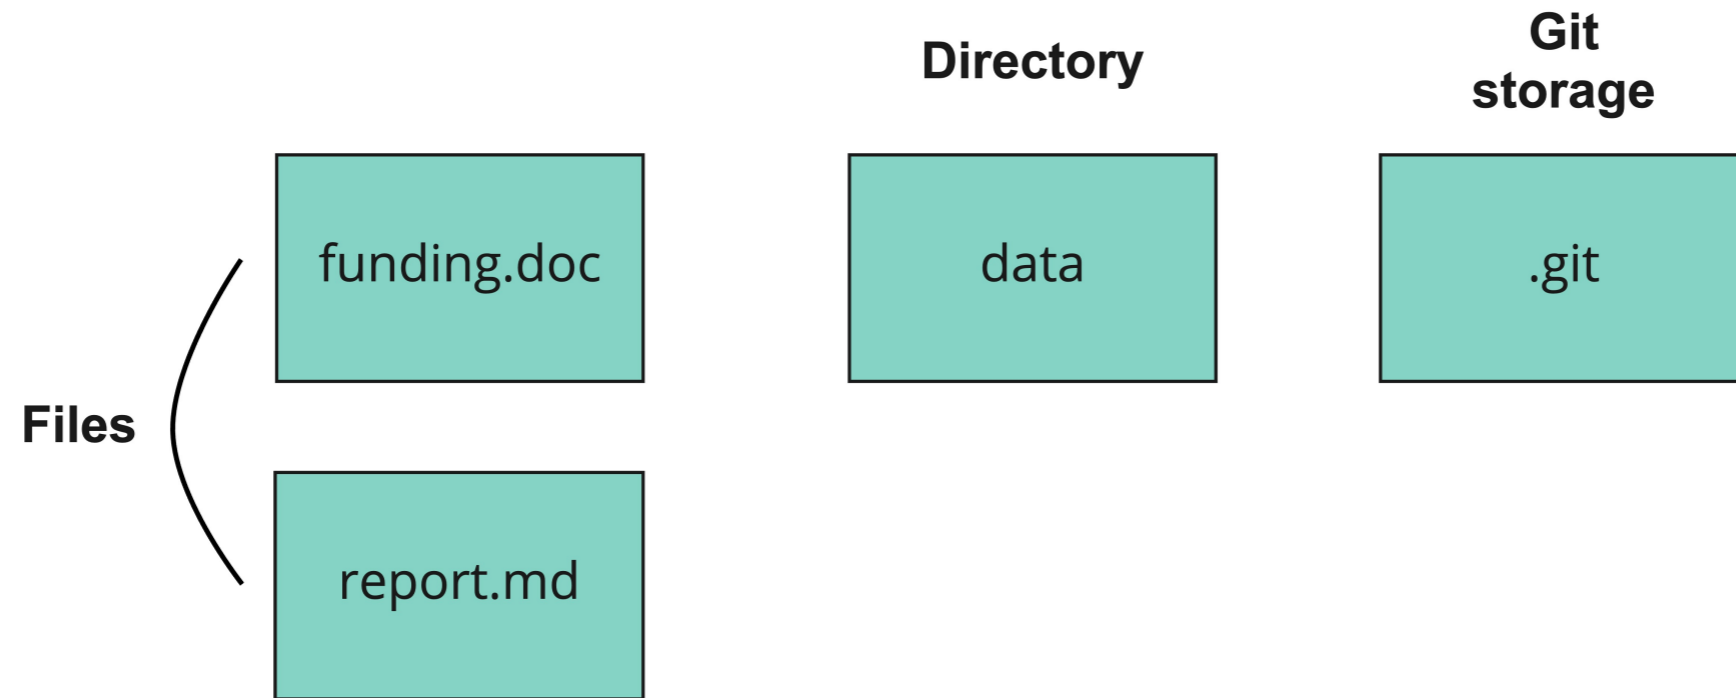 Directory
Git
storage
funding.doc
data
.git
Files
report.md